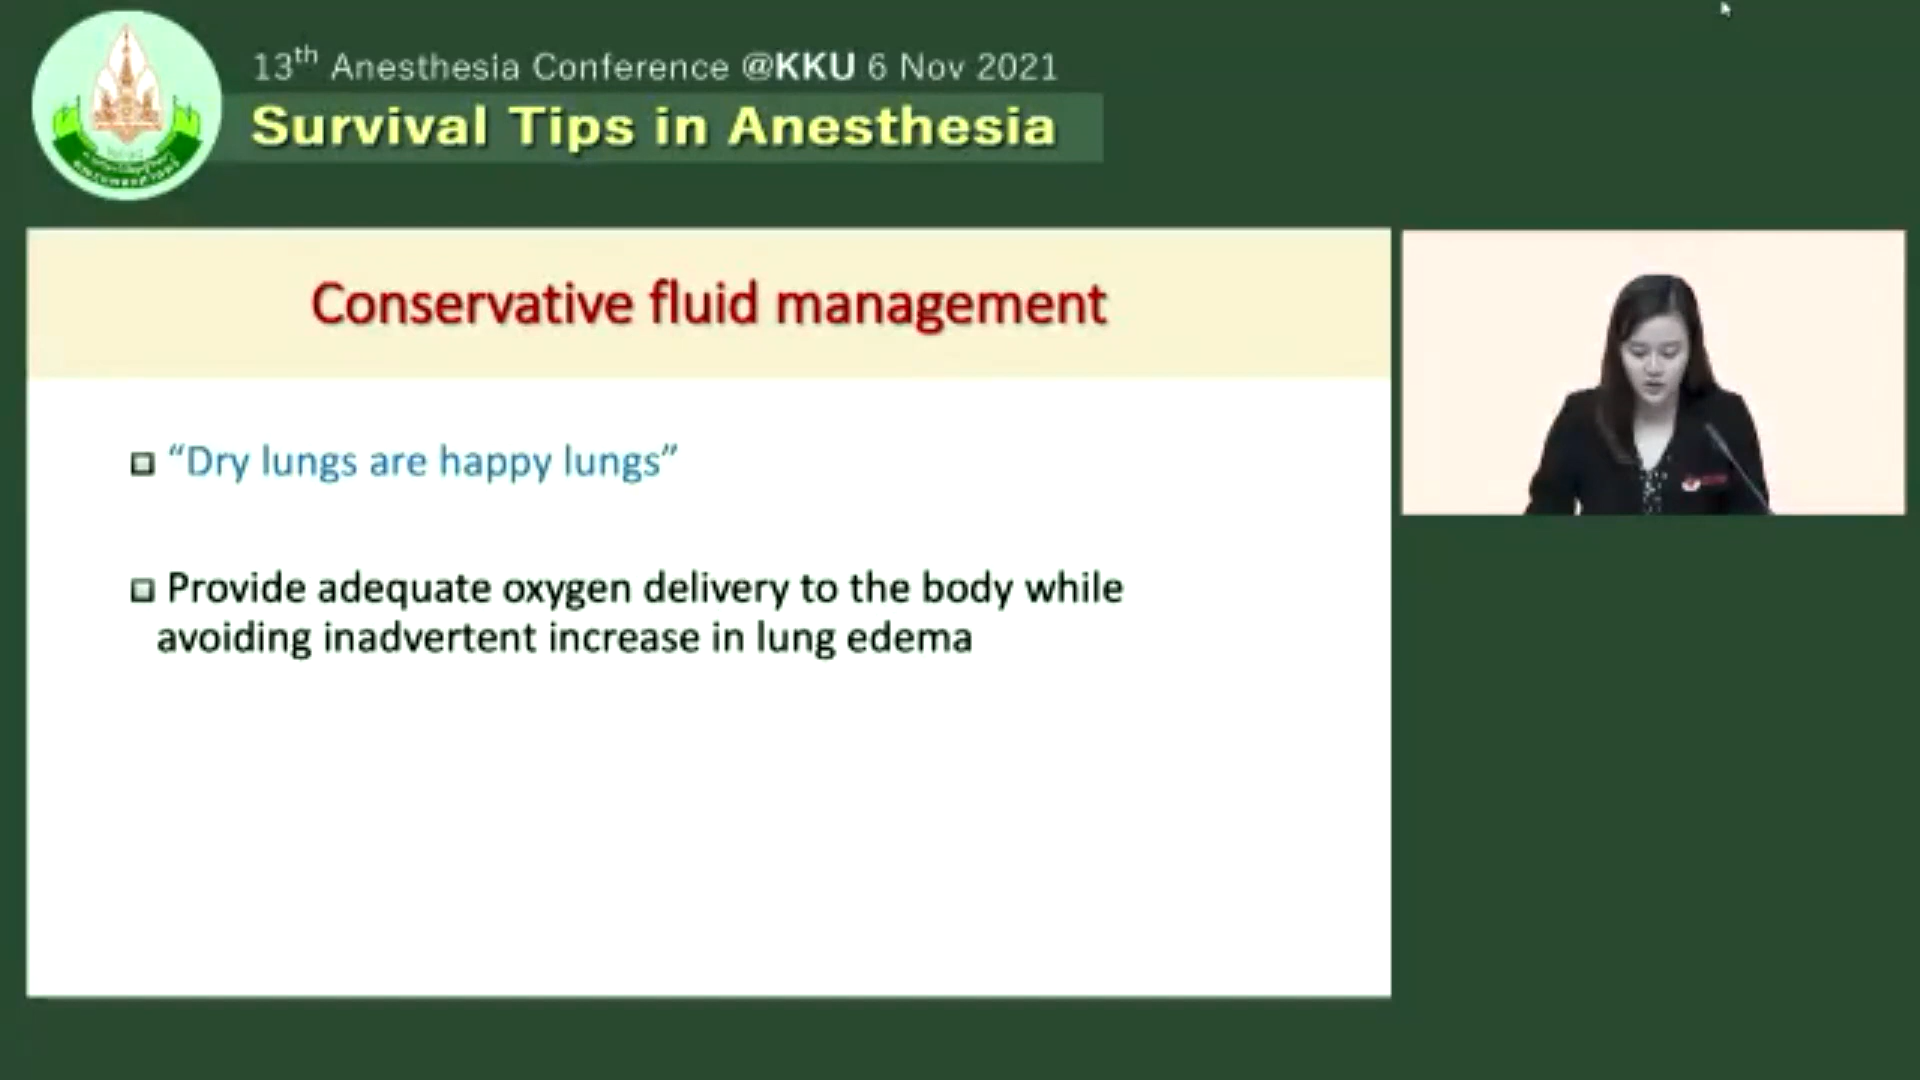 13th Anesthesia Conference @KKU 6 Nov 2021
Survival Tips in Anesthesia
Conservative fluid management
“Dry lungs are happy lungs”
Provide adequate oxygen delivery to the body while
avoiding inadvertent increase in lung edema